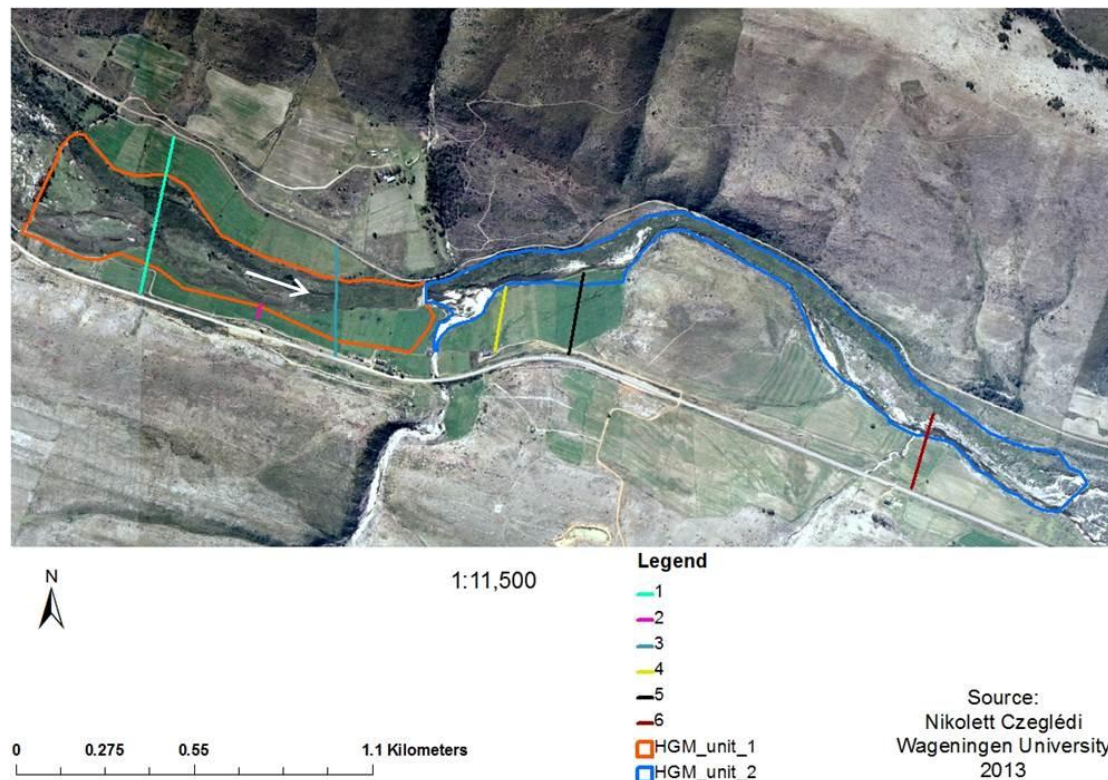 N
1:11,500
0 0.275 0.55 1.1 Kilometers
Legend
1
2
3
4
5
6
HGM_unit_1
HGM_unit_2
Source:
Nikolett Czeglédi
Wageningen University
2013